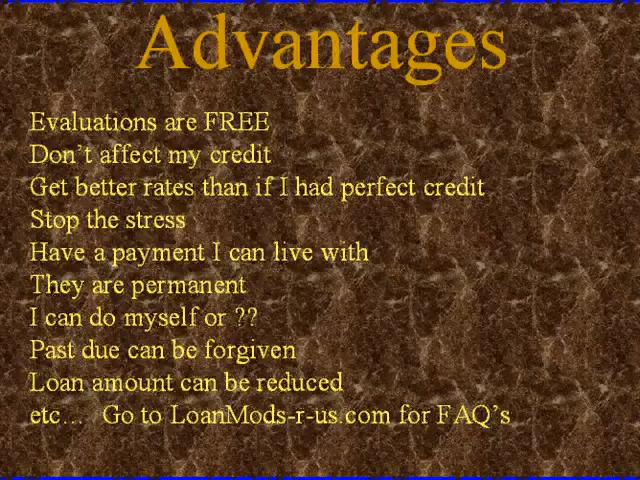 Advantages
Evaluations are FREE
Don’t affect my credit
Get better rates than if I had perfect credit
Stop the stress
Have a payment I can live with
They are permanent
I can do myself or ??
Past due can be forgiven
Loan amount can be reduced
etc… Go to LoanMods-r-us.com for FAQ’s